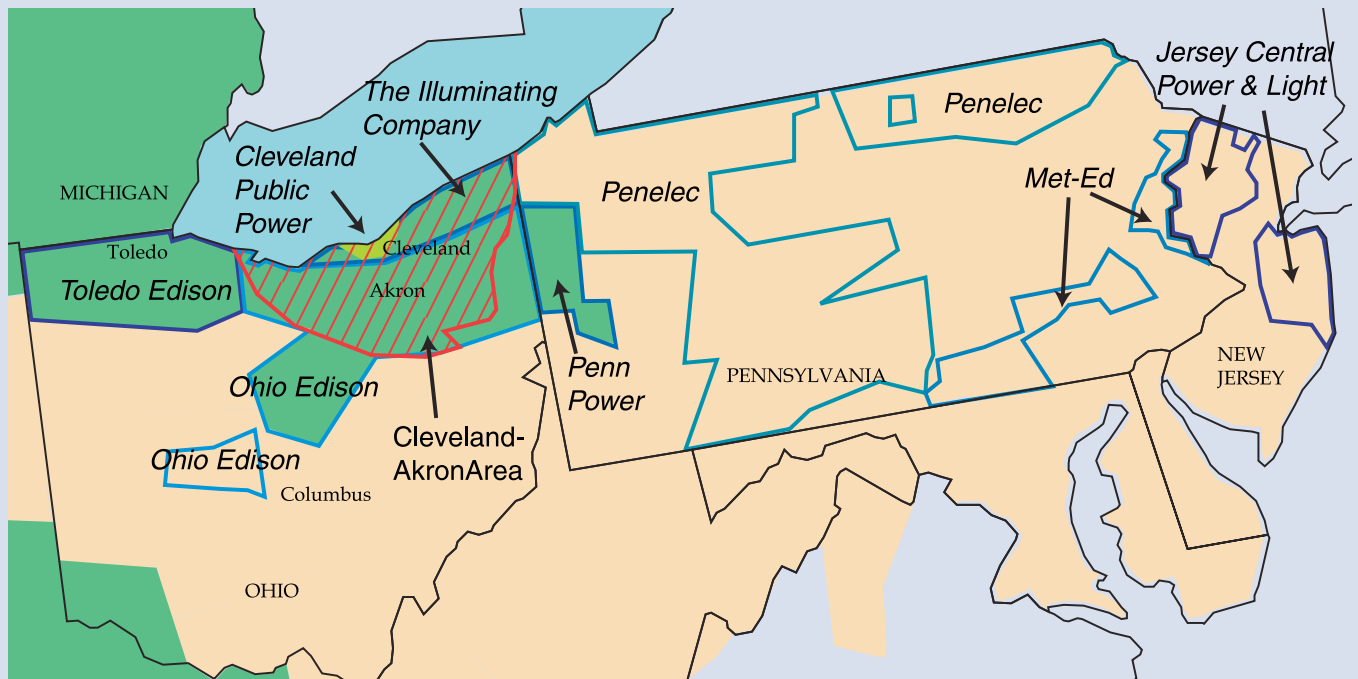 Jersey Central
Power & Light
The Illuminating
Company
Penelec
Cleveland
Public
Power
Met-Ed
MICHIGAN
Penelec
Toledo
Cleveland
Toledo Edison
Akron
Penn
Power
NEW
JERSEY
PENNSYLVANIA
Ohio Edison
Cleveland-
AkronArea
Ohio Edison
Columbus
OHIO